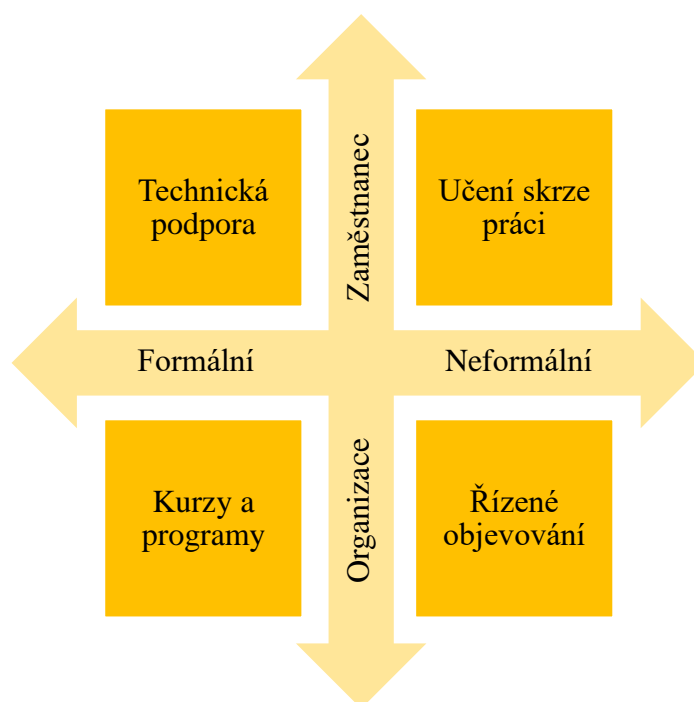 Zaměstnanec
Technická
podpora
Učení skrze
práci
Formální
Neformální
Kurzy a
programy
Organizace
Řízené
objevování